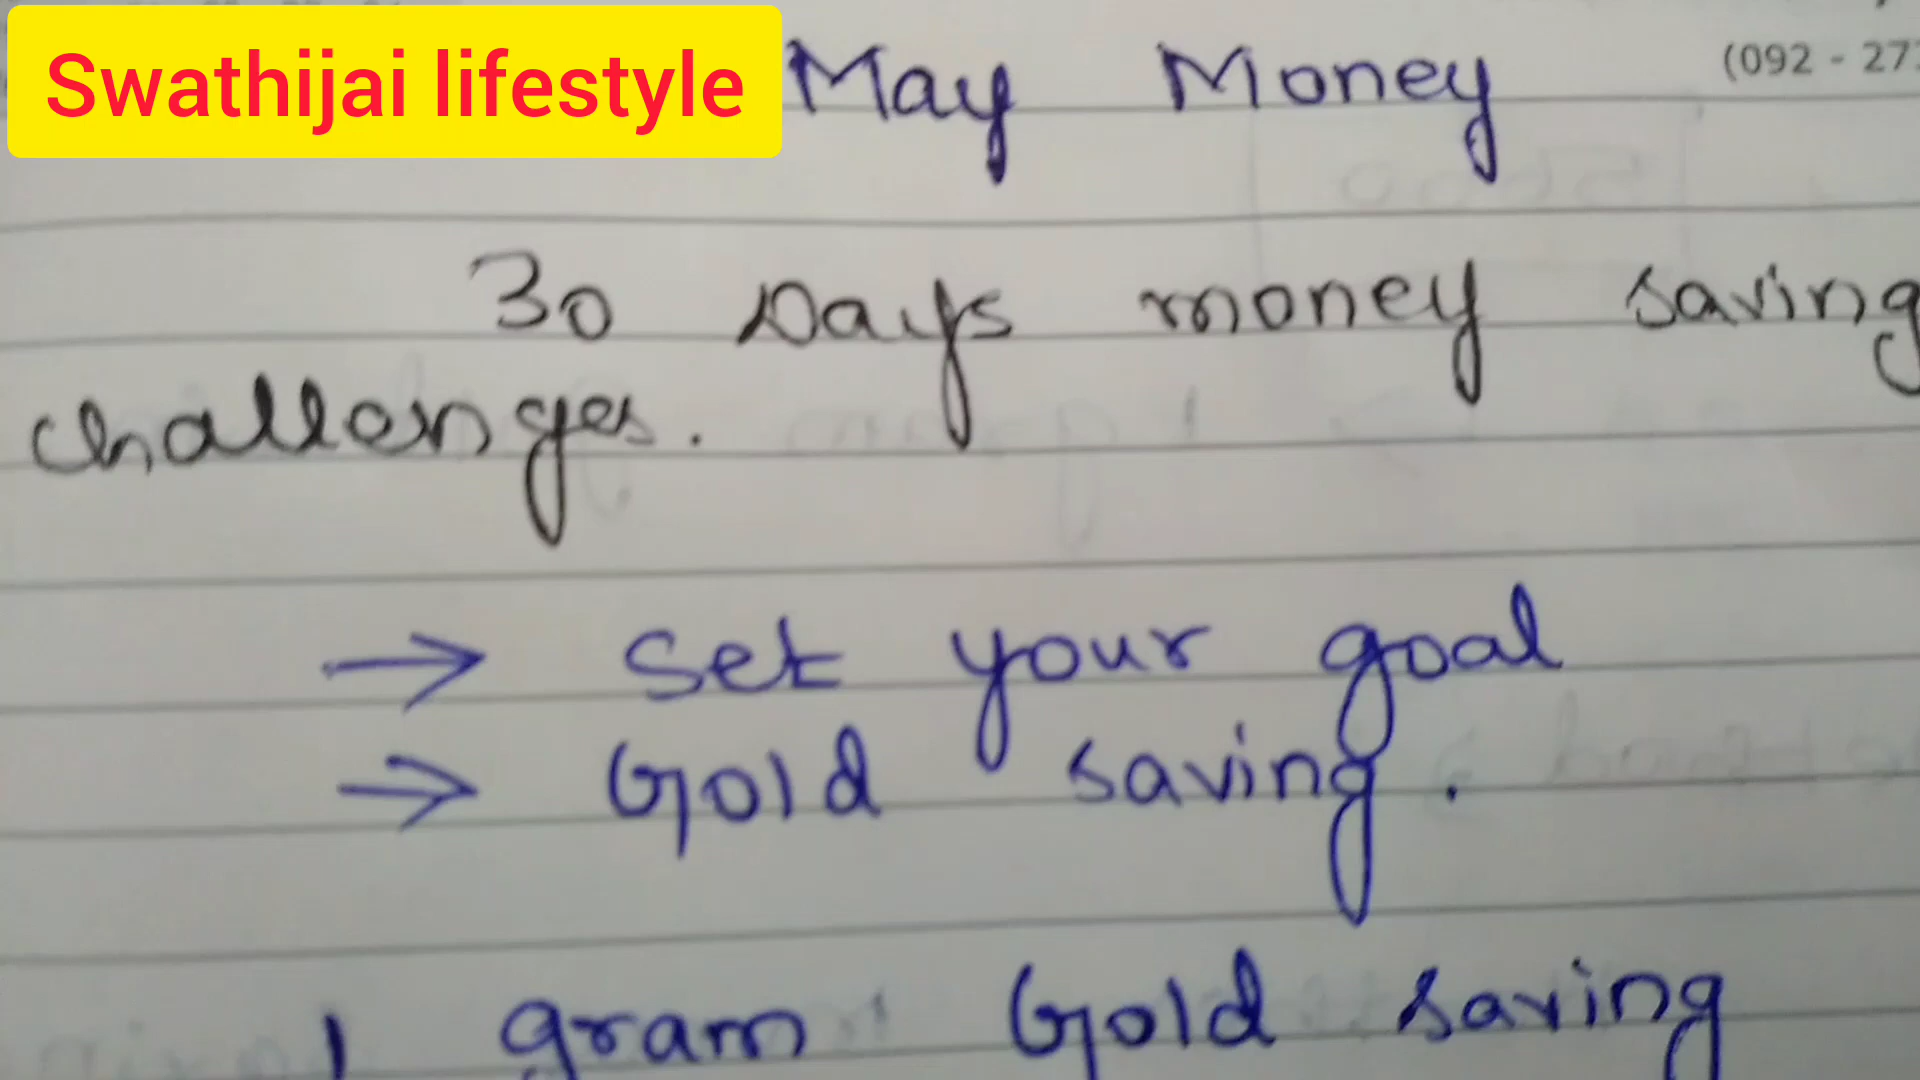 Swathijai lifestyle
May Money
(092 - 27
30 Days money saving
challenges.
→ Set your goal
→ Gold saving.
1 gram Gold saving